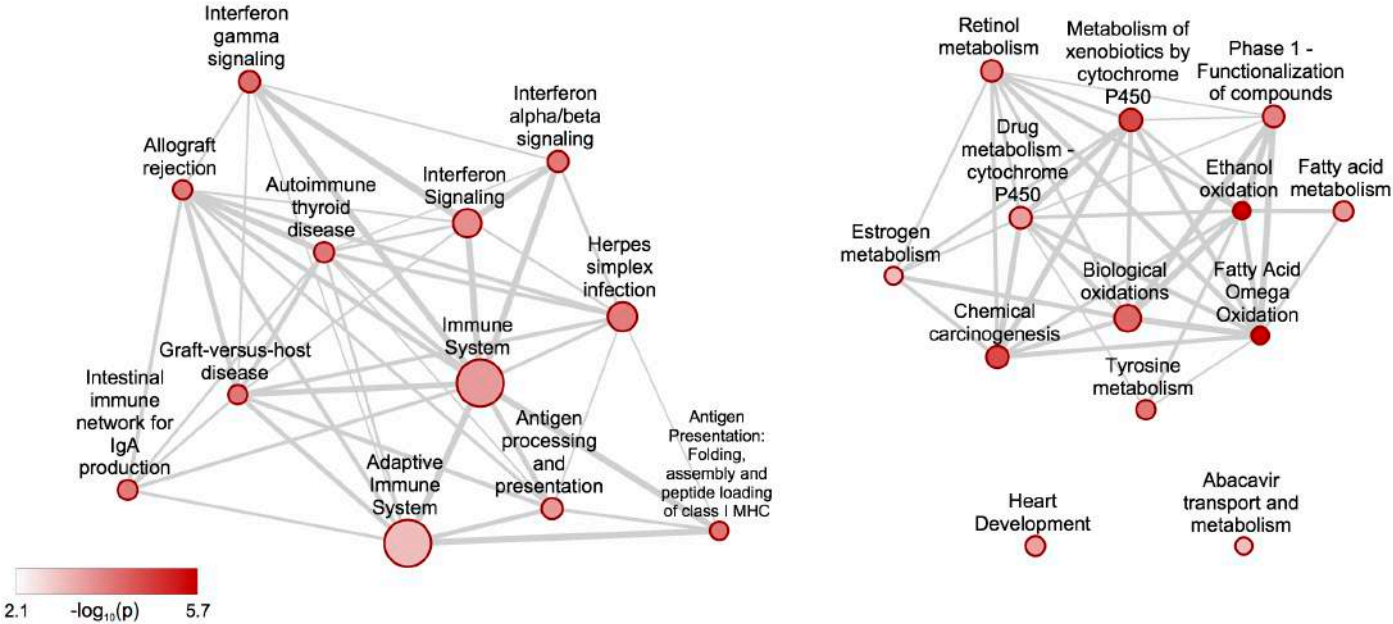 Interferon
gamma
signaling
Interferon
alpha/beta
signaling
Allograft
rejection
Autoimmune
thyroid
disease
Interferon
Signaling
Herpes
simplex
infection
Immune
System
Graft-versus-host
disease
Intestinal
immune
network for
IgA
production
Adaptive
Immune
System
Antigen
processing
and
presentation
Antigen
Presentation:
Folding,
assembly and
peptide loading
of class I MHC
2.1 -log₁₀(p) 5.7
Retinol
metabolism
Metabolism of
xenobiotics by
cytochrome
P450
Phase 1 -
Functionalization
of compounds
Drug
metabolism -
cytochrome
P450
Ethanol
oxidation
Fatty acid
metabolism
Estrogen
metabolism
Biological
oxidations
Fatty Acid
Omega
Oxidation
Chemical
carcinogenesis
Tyrosine
metabolism
Heart
Development
Abacavir
transport and
metabolism